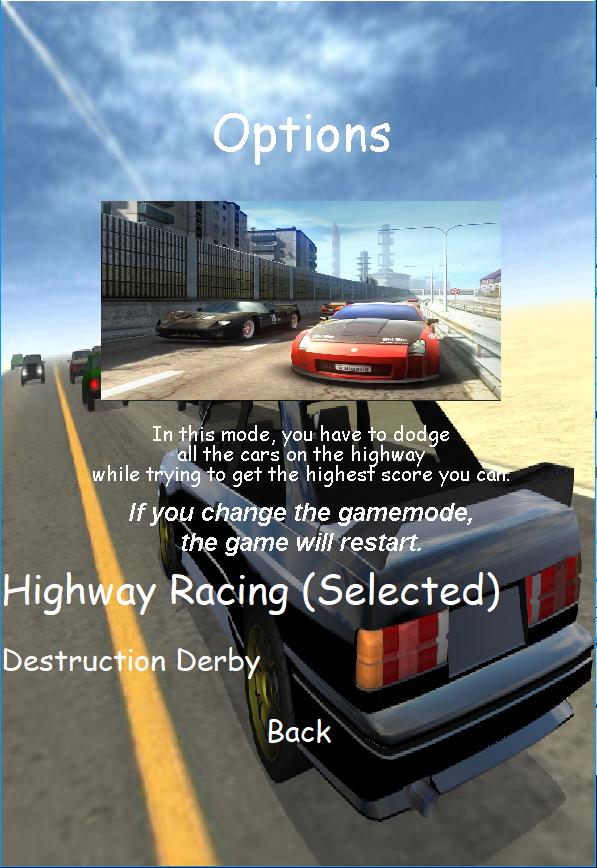 Options
In this mode, you have to dodge
all the cars on the highway
while trying to get the highest score you can.
If you change the gamemode,
the game will restart.
Highway Racing (Selected)
Destruction Derby
Back